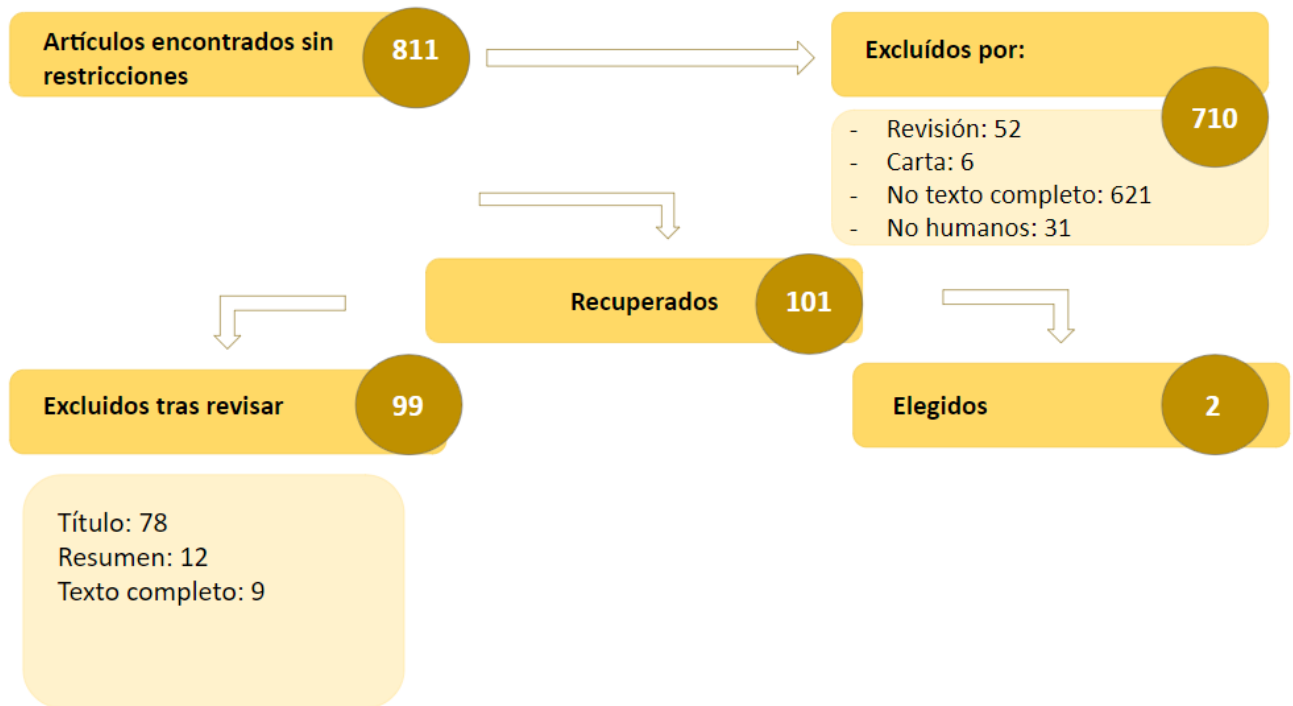 Artículos encontrados sin
restricciones
811
Excluídos por:
710
- Revisión: 52
- Carta: 6
- No texto completo: 621
- No humanos: 31
Recuperados
101
Excluidos tras revisar
99
Elegidos
2
Título: 78
Resumen: 12
Texto completo: 9